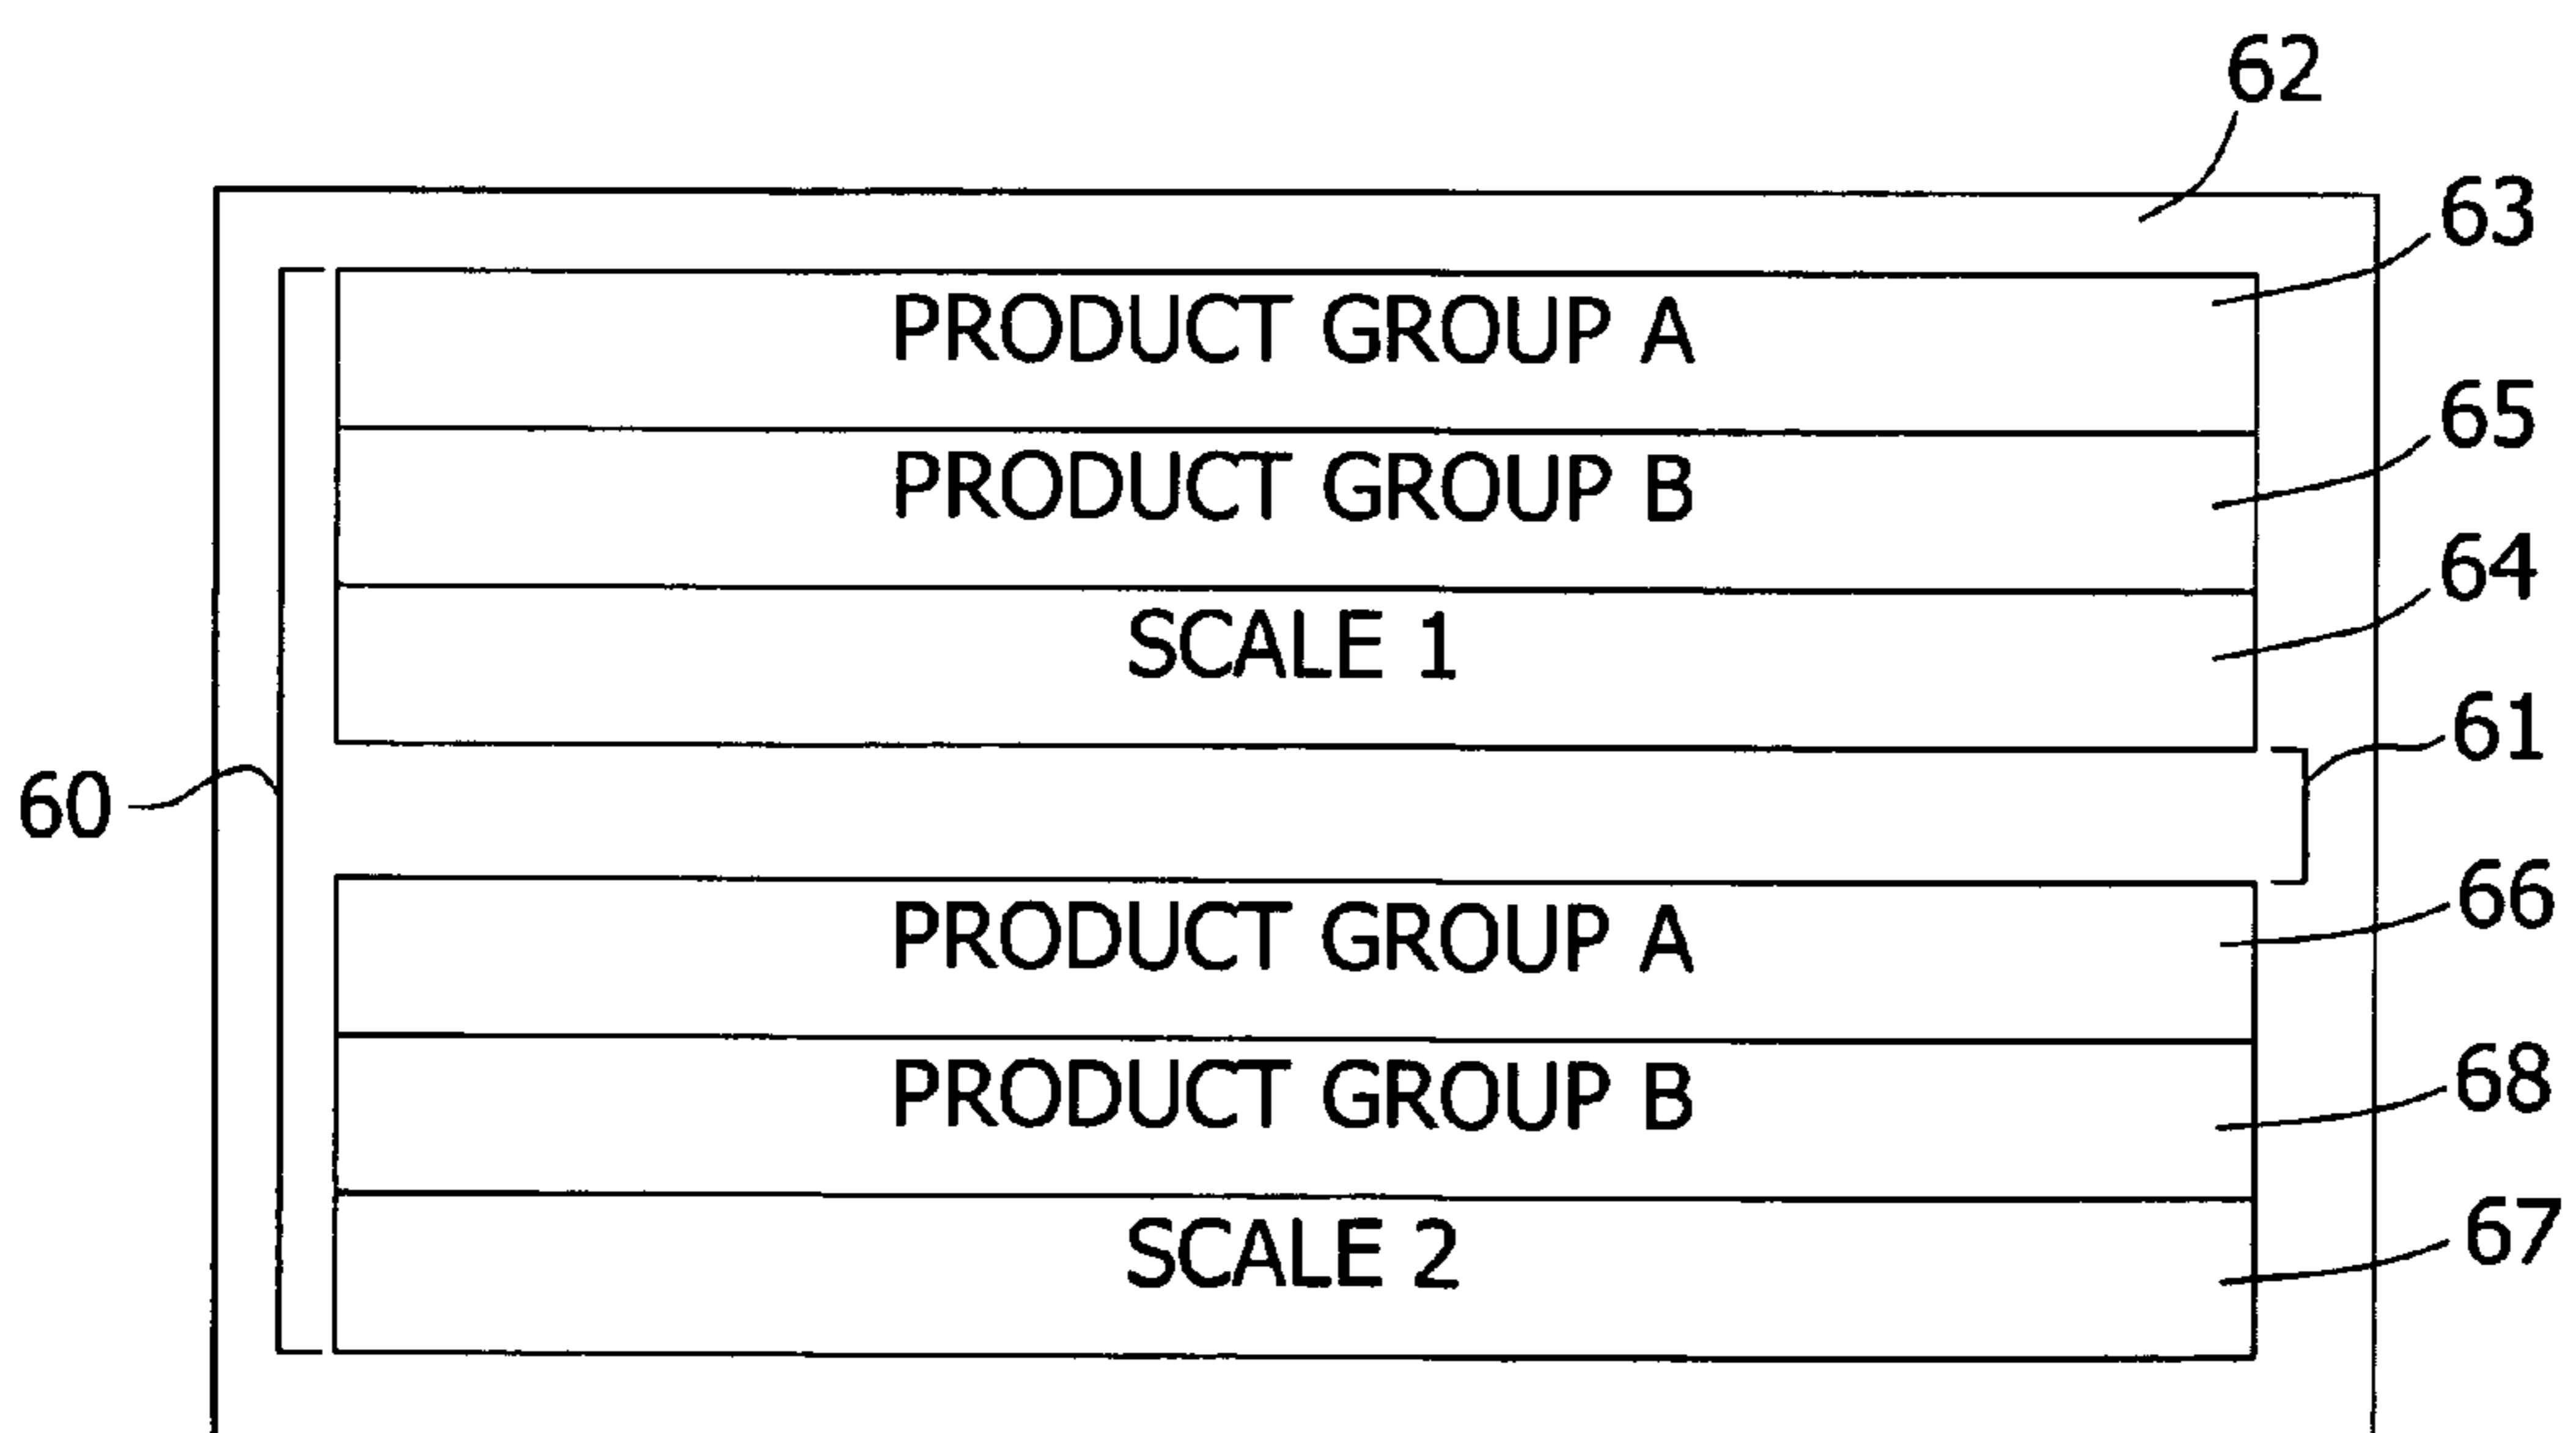 62
63
PRODUCT GROUP A
65
PRODUCT GROUP B
64
SCALE 1
61
60
66
PRODUCT GROUP A
68
PRODUCT GROUP B
67
SCALE 2